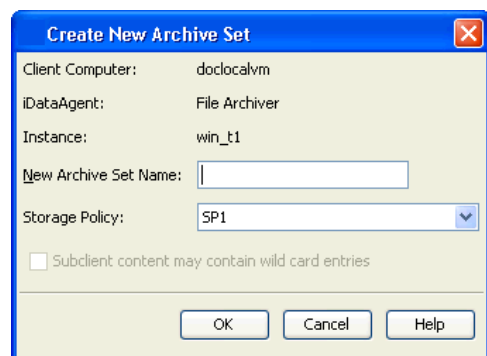 Create New Archive Set
Client Computer: doclocalvm
iDataAgent: File Archiver
Instance: win_t1
New Archive Set Name:
Storage Policy: SP1
Subclient content may contain wild card entries
OK Cancel Help